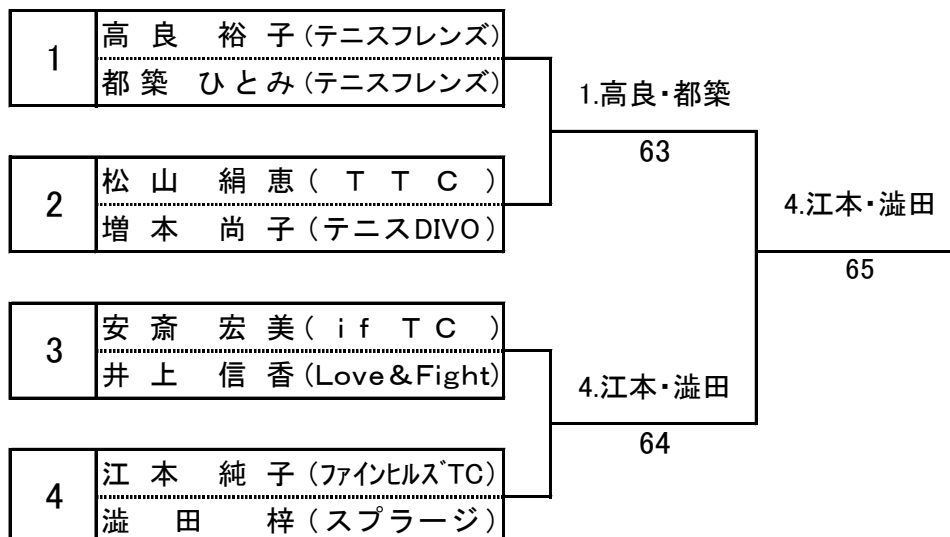 1
高良 裕子(テニスフレンズ)
都築 ひとみ(テニスフレンズ)
1.高良・都築
63
2
松山 絹恵(TTC)
増本 尚子(テニスDIVO)
4.江本・澁田
65
3
安斎 宏美(if TC)
井上 信香(Love&Fight)
4.江本・澁田
64
4
江本 純子(ファインヒルズTC)
澁田 梓(スプラージ)